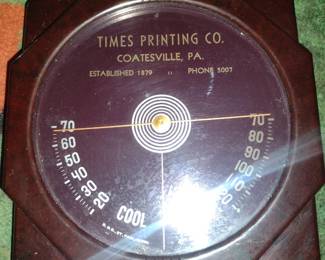 TIMES PRINTING CO.
COATESVILLE, PA.
ESTABLISHED 1879 " PHONE 5007
70 70
60 80
50 90
40 100
30 110
20
COOL